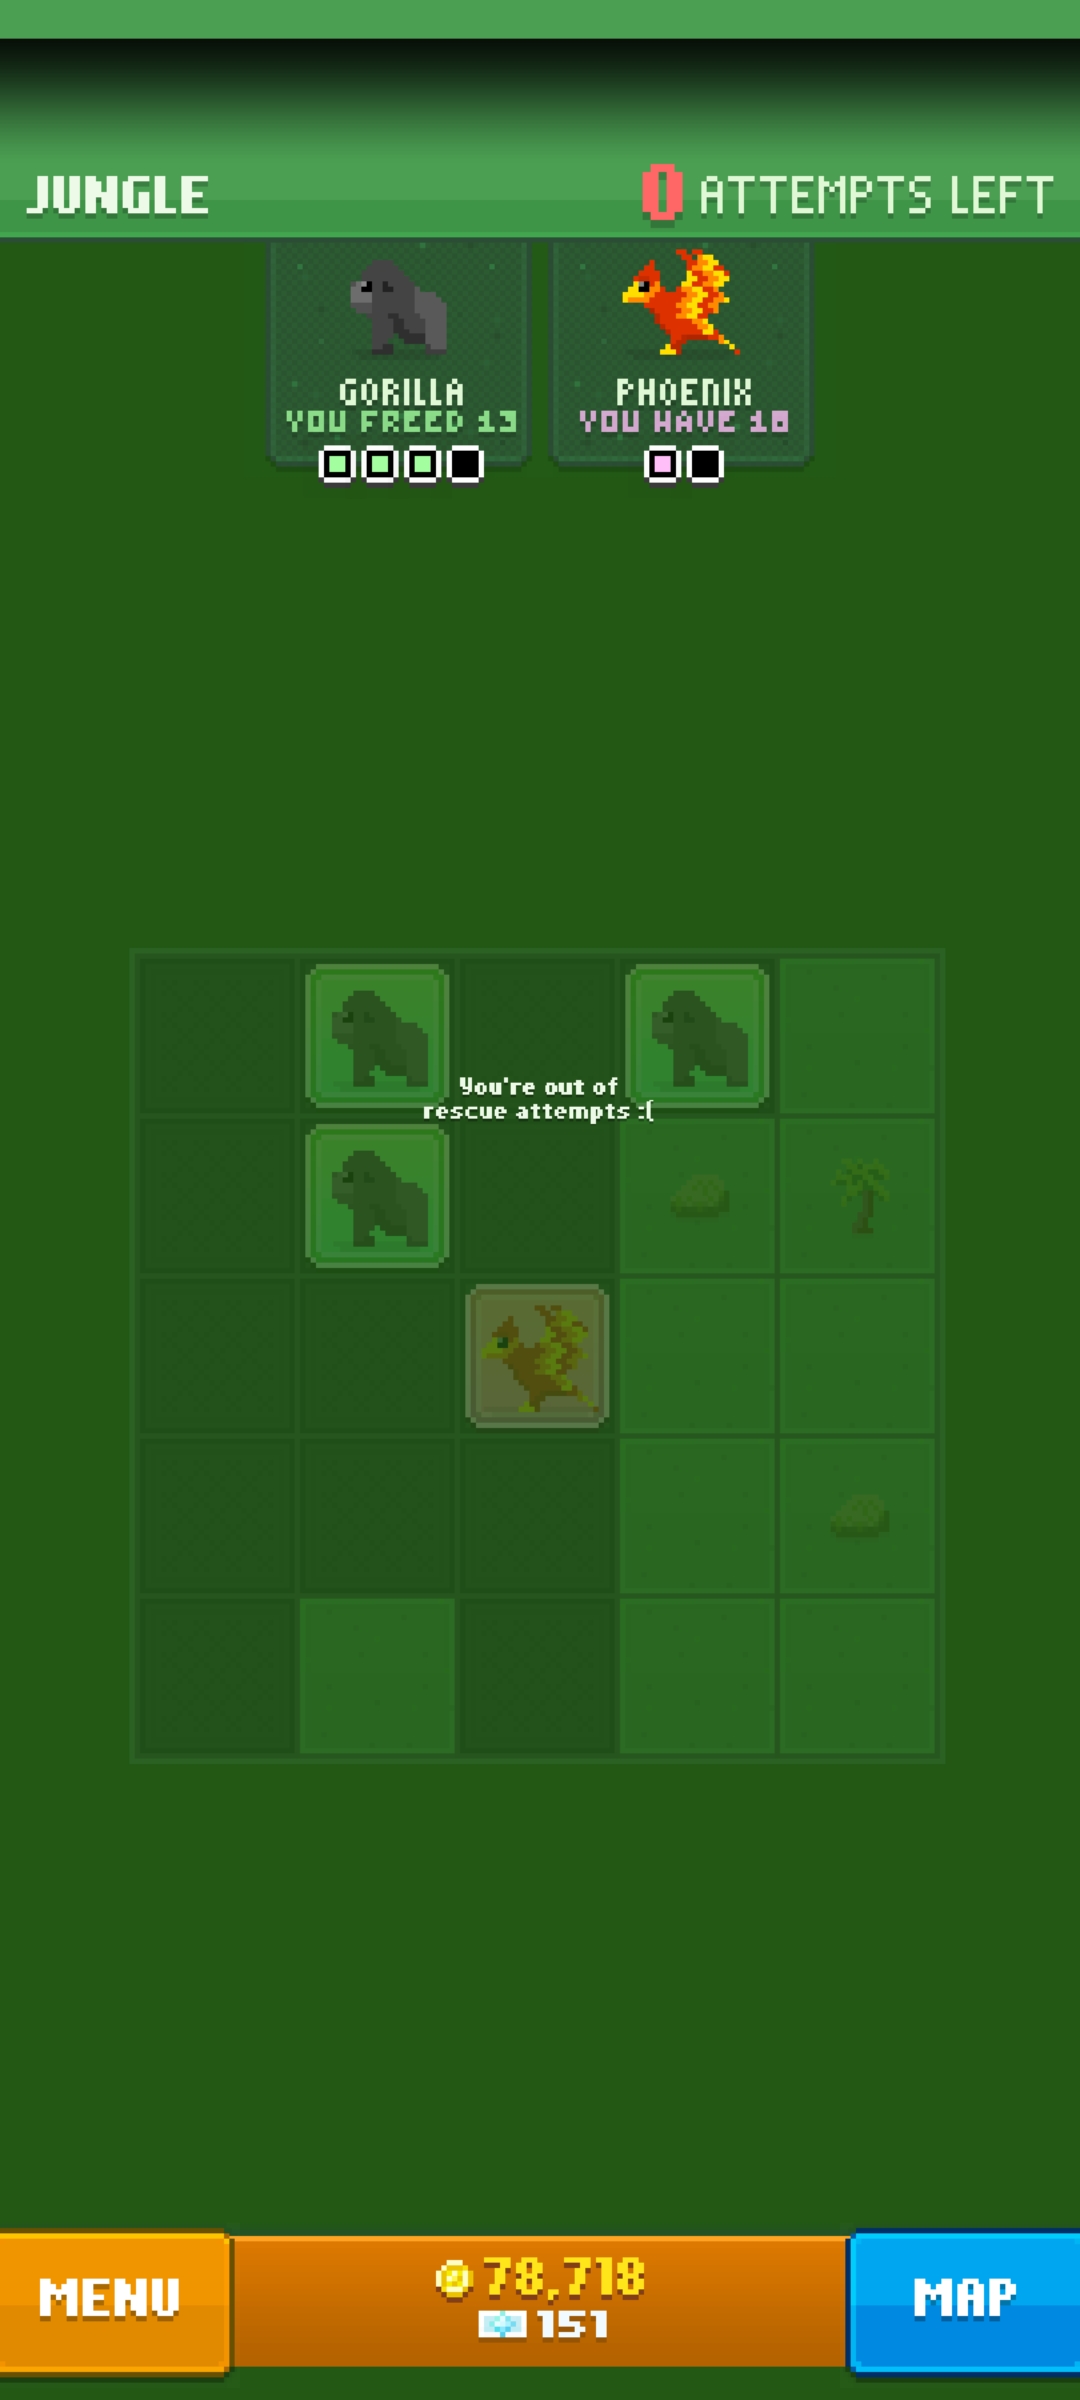 JUNGLE
0 ATTEMPTS LEFT
GORILLA
YOU FREED 13
PHOENIX
YOU HAVE 10
You're out of
rescue attempts :(
MENU
78,718
151
MAP